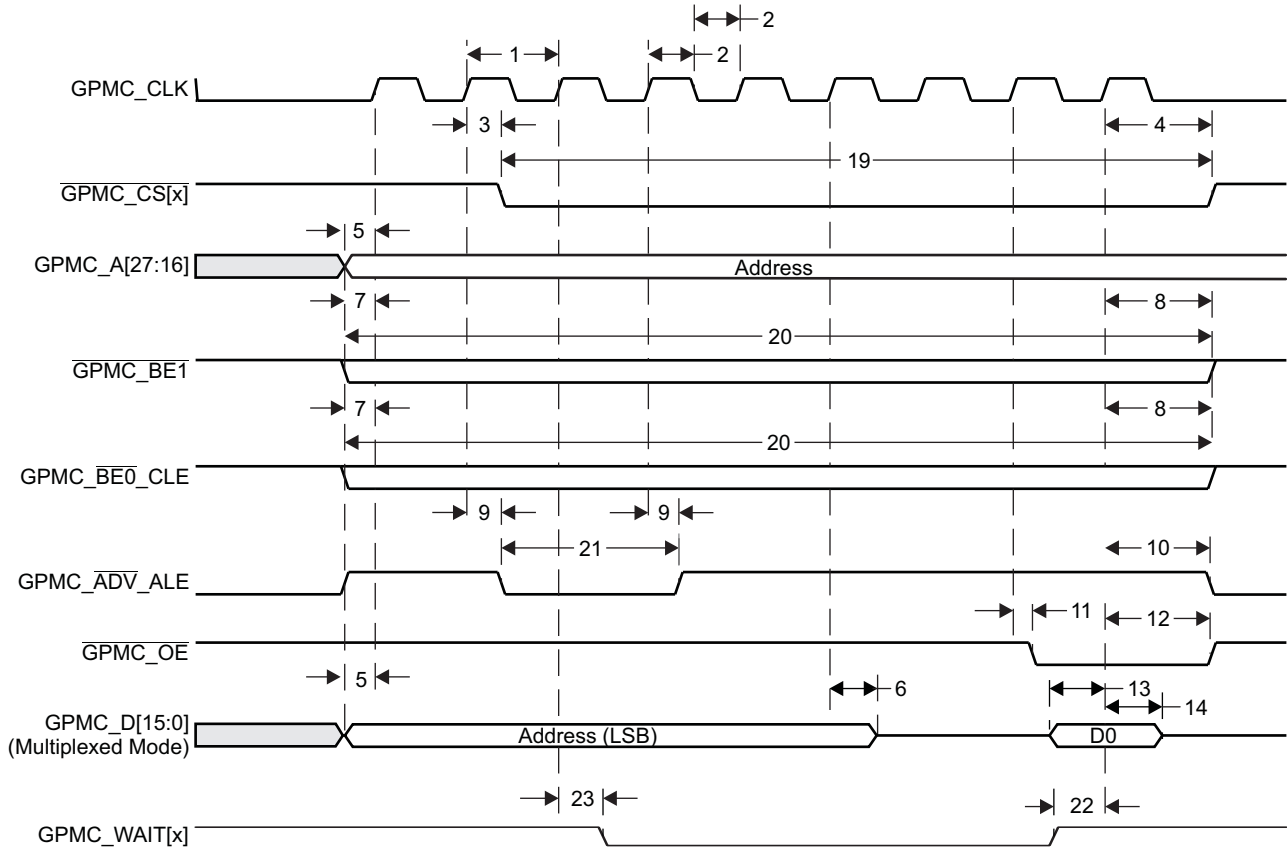 2
1
2
GPMC_CLK
3
4
19
GPMC_CS[x]
5
GPMC_A[27:16]
Address
7
8
20
GPMC_BE1
7
8
20
GPMC_BE0_CLE
9
9
21
10
GPMC_ADV_ALE
11
12
GPMC_OE
5
6
13
14
GPMC_D[15:0]
(Multiplexed Mode)
Address (LSB)
D0
23
22
GPMC_WAIT[x]